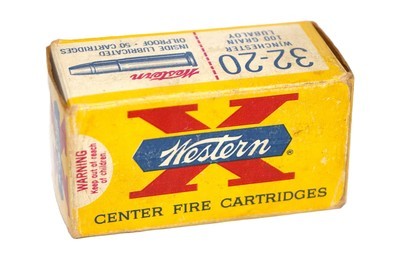 32-20
WINCHESTER
100 GRAIN
LUBALOY
Western
INSIDE LUBRICATED
OILPROOF • 50 CARTRIDGES
X
Western
®
CENTER FIRE CARTRIDGES
WARNING
Keep out of reach
of children.